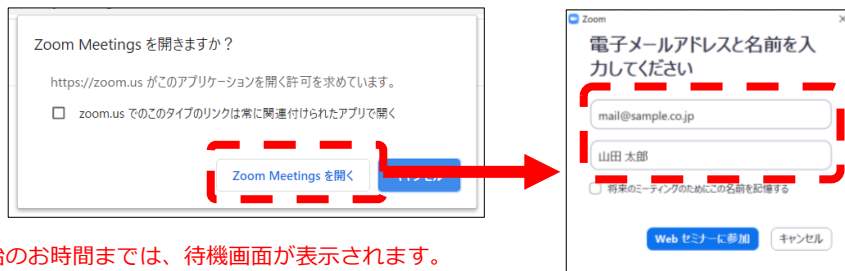 Zoom Meetings を開きますか？
https://zoom.us がこのアプリケーションを開く許可を求めています。
zoom.us でのこのタイプのリンクは常に関連付けられたアプリで開く
Zoom Meetings を開く
Zoom
電子メールアドレスと名前を入
力してください
mail@sample.co.jp
山田 太郎
将来のミーティングのためにこの名前を記憶する
Web セミナーに参加 キャンセル
のお時間までは、待機画面が表示されます。